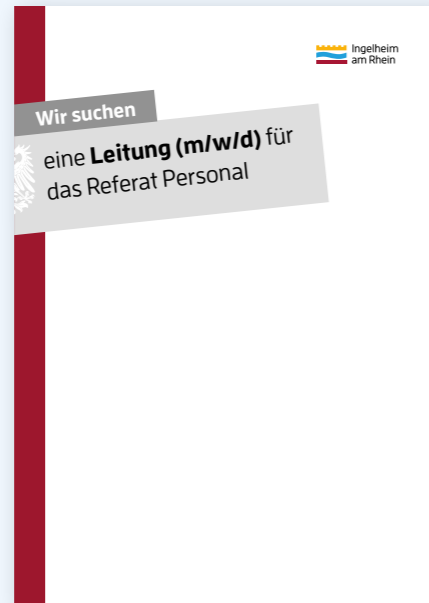 Ingelheim
am Rhein
Wir suchen
eine Leitung (m/w/d) für
das Referat Personal